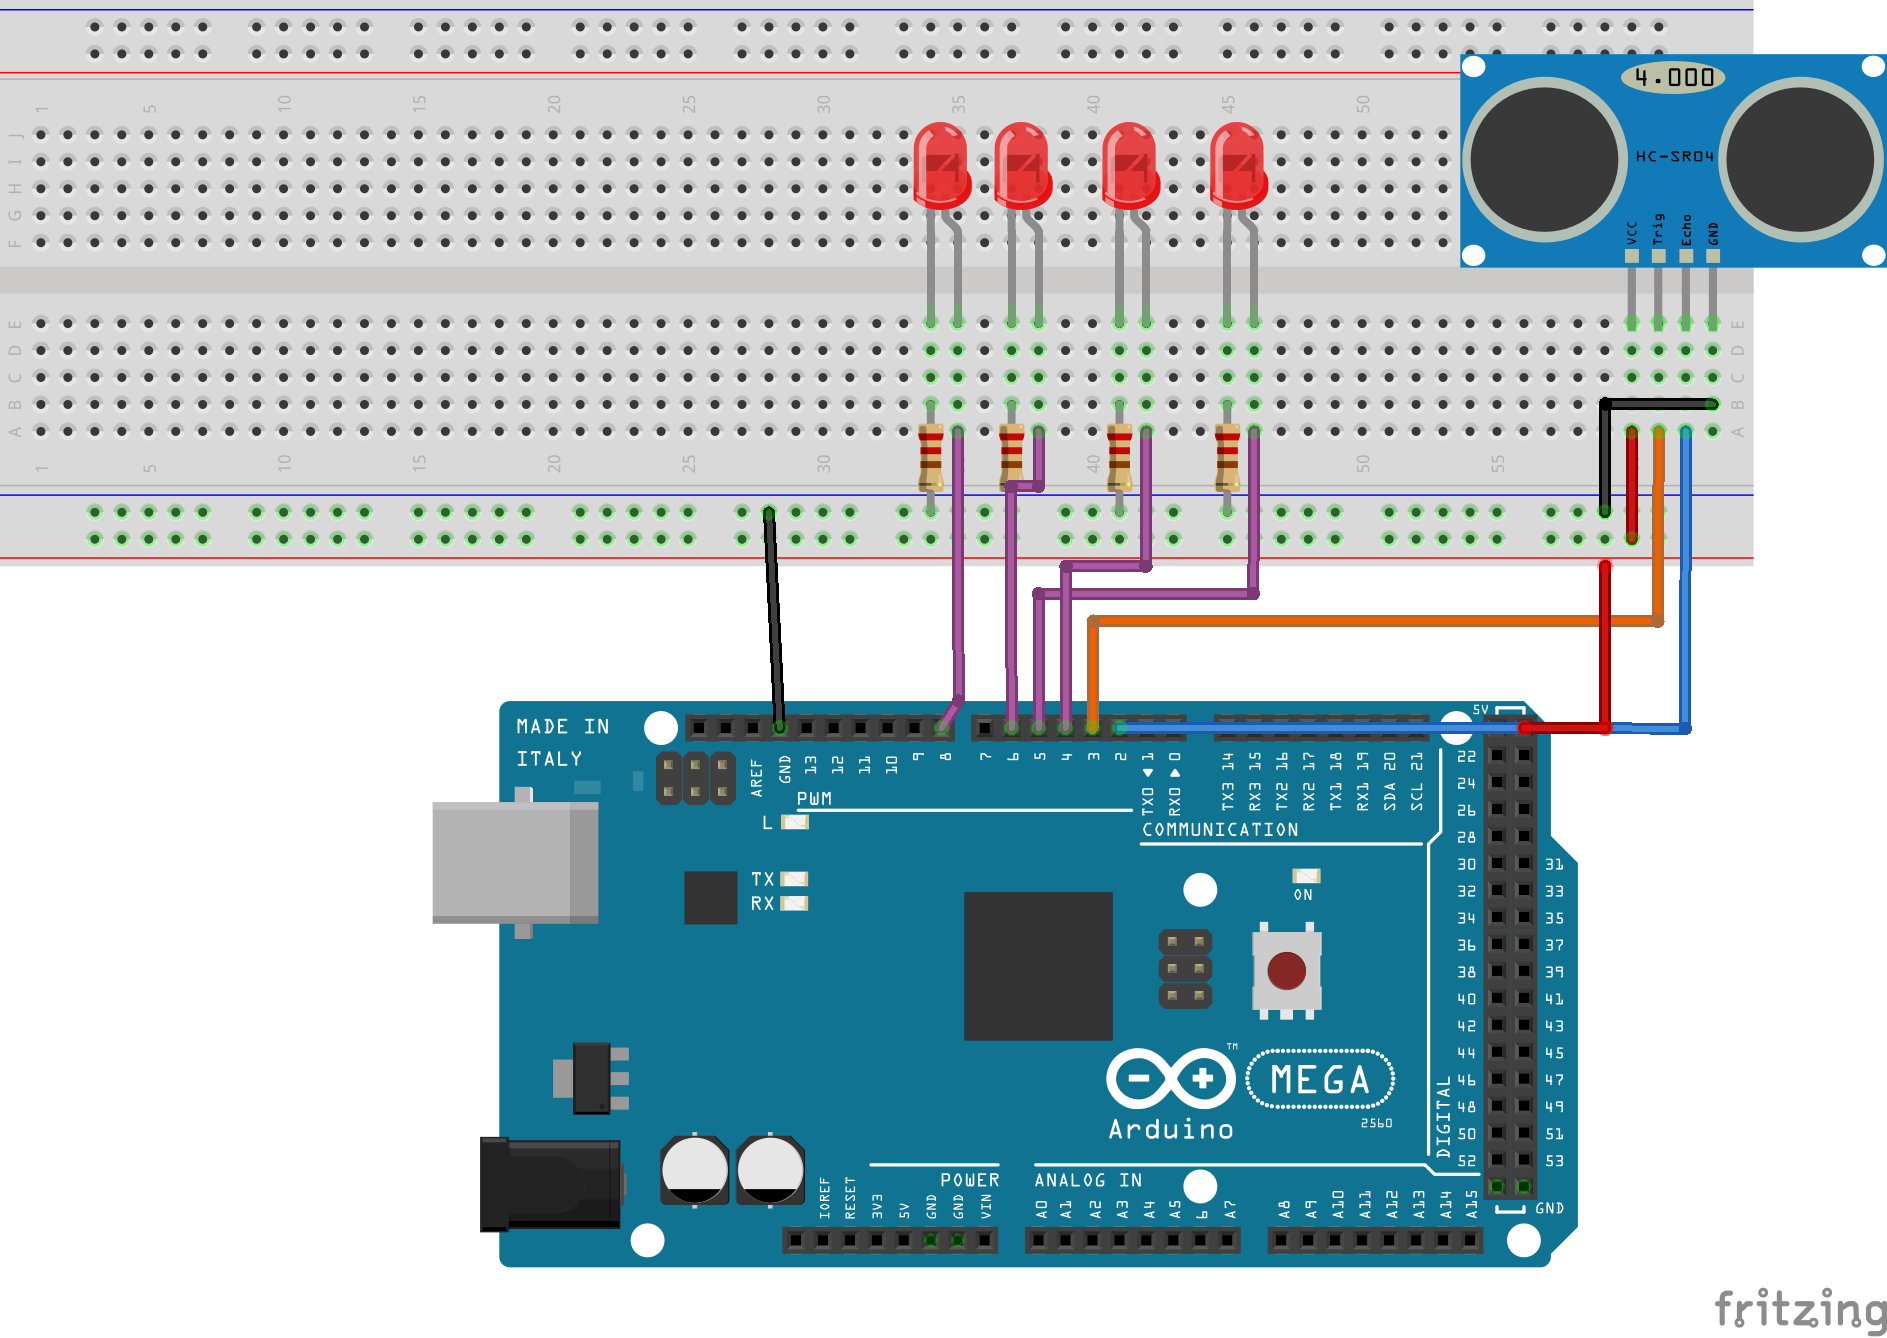 1 5 10 15 20 25 30 35 40 45 50
J
I
H
G
F
4.000
HC-SR04
VCC Trig Echo GND
E E
D D
C C
B B
A A
1 5 10 15 20 25 30 40 50 55
MADE IN
ITALY
5V
AREF GND 13 12 11 10 9 8 7 6 5 4 3 2 TX0 1 RX0 0 TX3 14 RX3 15 TX2 16 RX2 17 TX1 18 RX1 19 SDA 20 SCL 21
PWM
COMMUNICATION
L
TX
RX
ON
22
24
26
28
30 31
32 33
34 35
36 37
38 39
40 41
42 43
44 45
46 47
48 49
50 51
52 53
DIGITAL
GND
TM
MEGA
2560
Arduino
POWER
ANALOG IN
IOREF RESET 3V3 5V GND GND VIN A0 A1 A2 A3 A4 A5 6 A7 A8 A9 A10 A11 A12 A13 A14 A15
fritzing